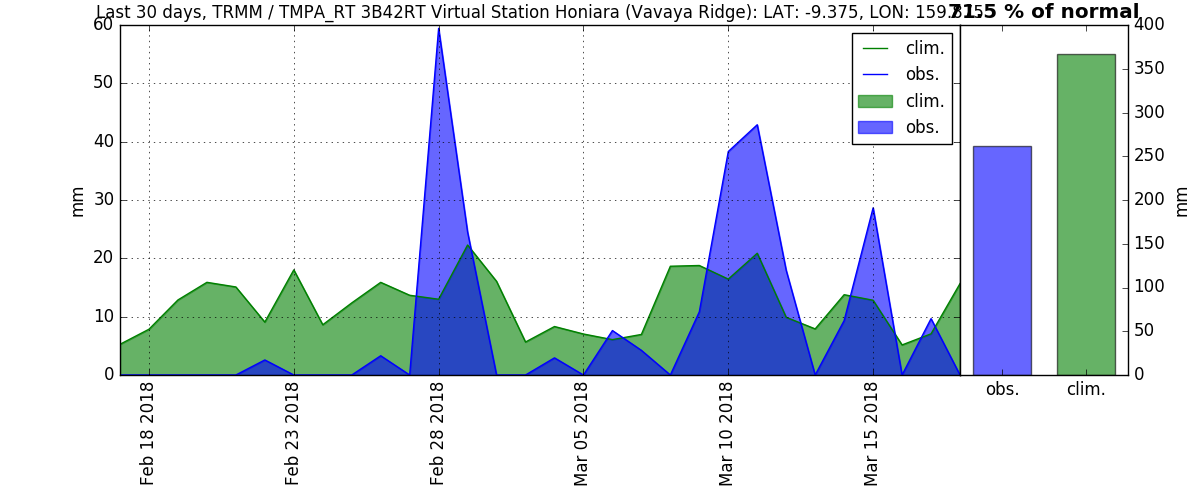 Last 30 days, TRMM / TMPA_RT 3B42RT Virtual Station Honiara (Vavaya Ridge): LAT: -9.375, LON:
71.5 % of normal
60
50
40
30
20
10
0
mm
clim.
obs.
clim.
obs.
Feb 18 2018
Feb 23 2018
Feb 28 2018
Mar 05 2018
Mar 10 2018
Mar 15 2018
400
350
300
250
200
150
100
50
0
mm
obs.
clim.